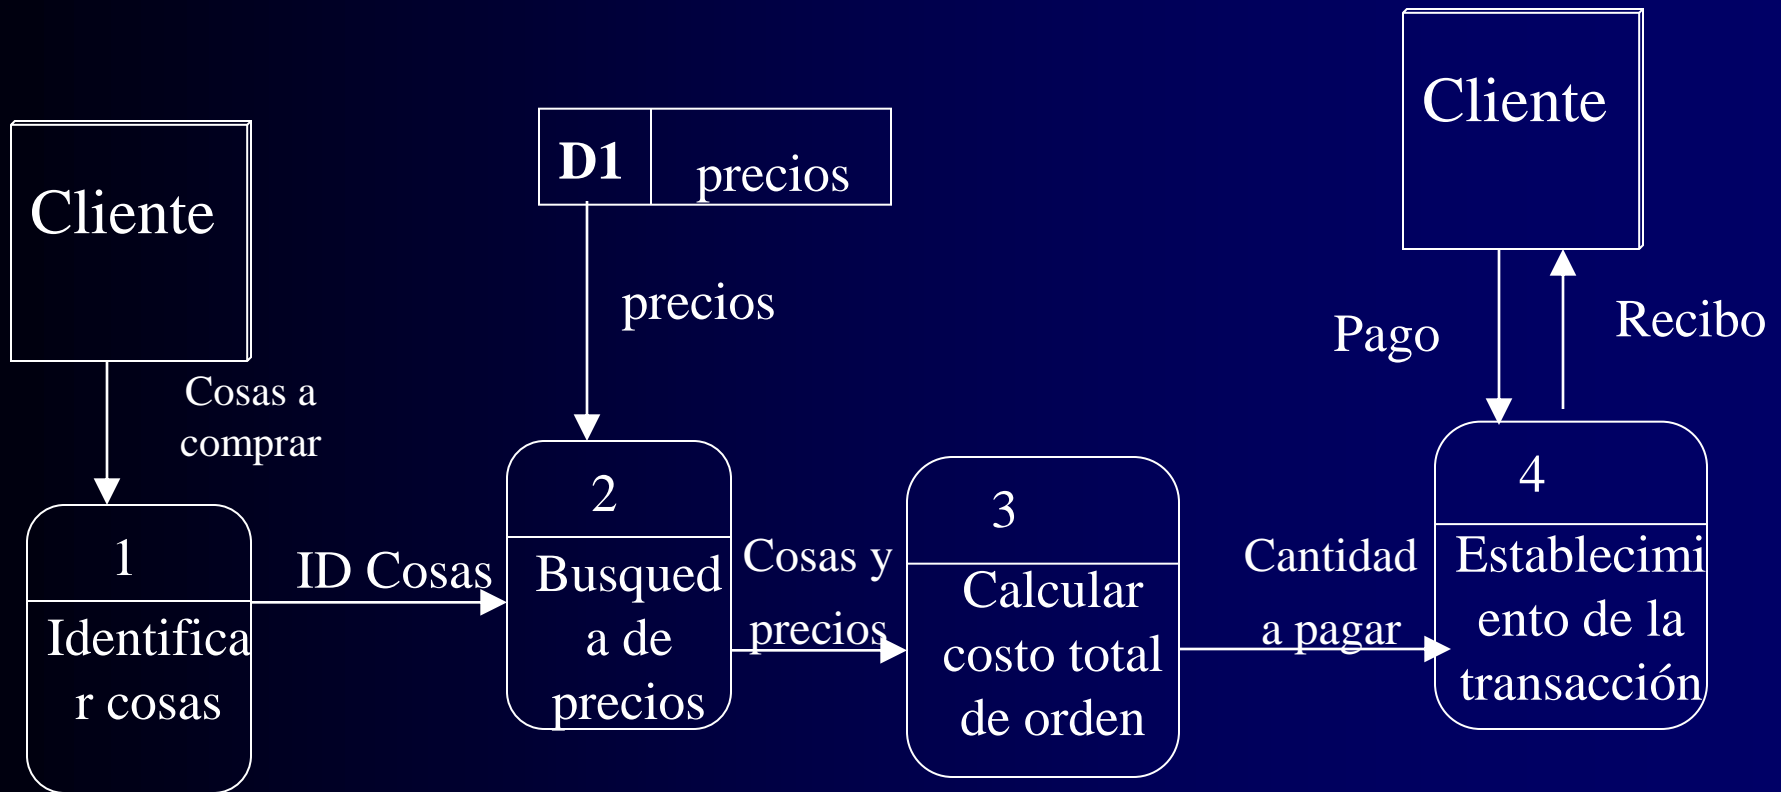 Cliente
Cosas a
comprar
1
Identifica
r cosas
ID Cosas
D1
precios
precios
2
Busqued
a de
precios
Cosas y
precios
3
Calcular
costo total
de orden
Cantidad
a pagar
Cliente
Pago
Recibo
4
Establecimi
ento de la
transacción